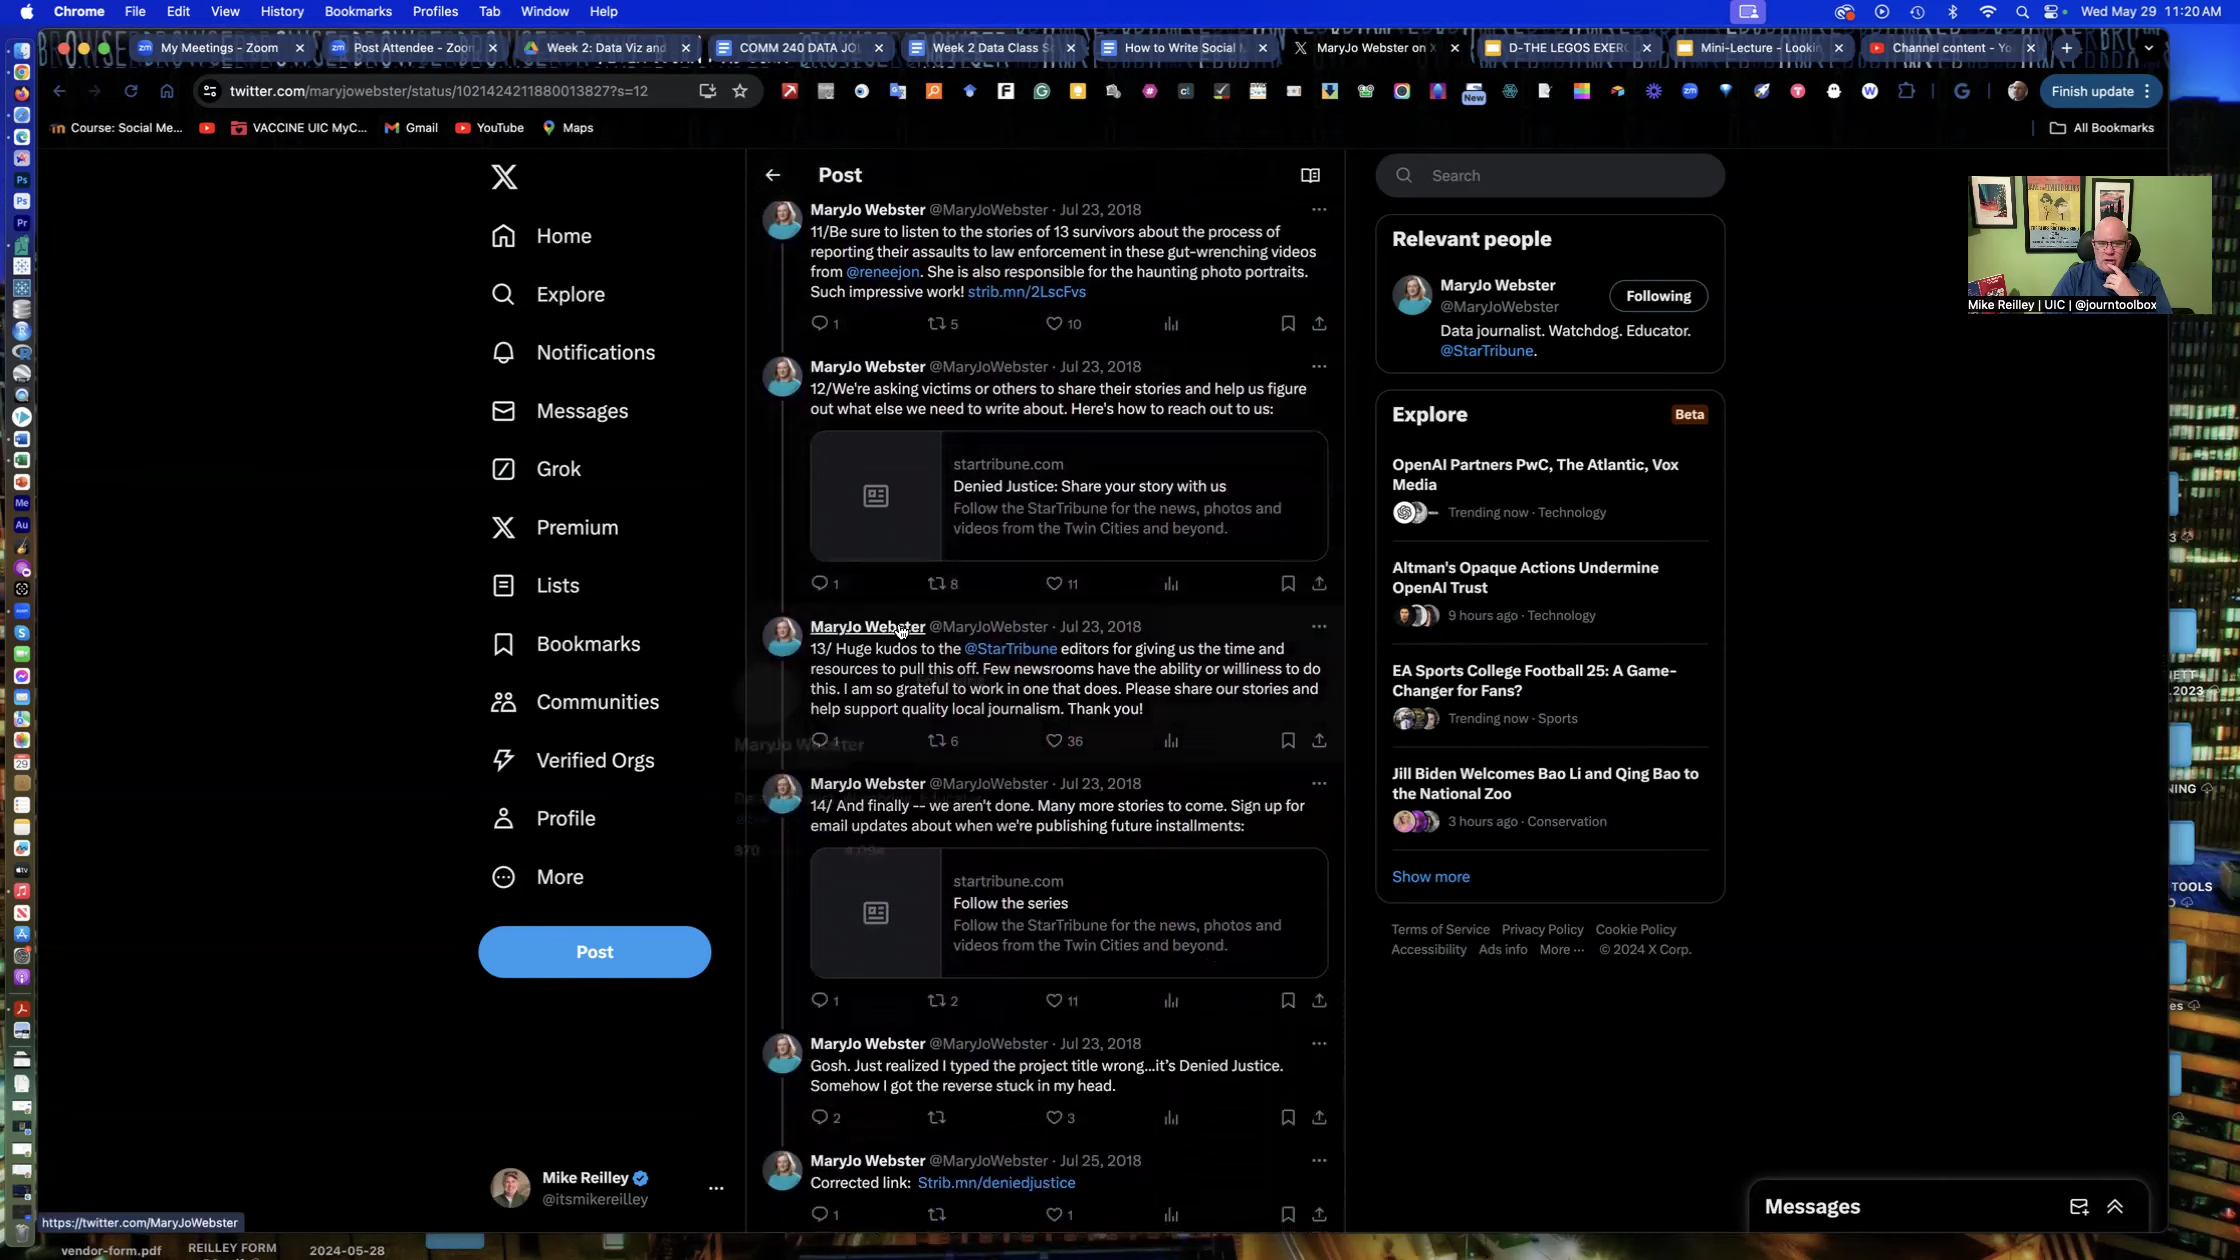 Chrome File Edit View History Bookmarks Profiles Tab Window Help
Wed May 29 11:20 AM
My Meetings - Zoom
Post Attendee - Zoom
Week 2: Data Viz and
COMM 240 DATA JO
Week 2 Data Class S
How to Write Social M
MaryJo Webster on X
D-THE LEGOS EXER
Mini-Lecture - Lookin
Channel content - Yo
twitter.com/maryjowebster/status/1021424211880013827?s=12
New
Finish update
Course: Social Me...
VACCINE UIC MyC...
Gmail
YouTube
Maps
All Bookmarks
Home
Explore
Notifications
Messages
Grok
Premium
Lists
Bookmarks
Communities
Verified Orgs
Profile
More
Post
Mike Reilley
@itsmikereilley
https://twitter.com/MaryJoWebster
Post
MaryJo Webster @MaryJoWebster · Jul 23, 2018
11/Be sure to listen to the stories of 13 survivors about the process of
reporting their assaults to law enforcement in these gut-wrenching videos
from @reneejon. She is also responsible for the haunting photo portraits.
Such impressive work! strib.mn/2LscFvs
1 5 10
MaryJo Webster @MaryJoWebster · Jul 23, 2018
12/We're asking victims or others to share their stories and help us figure
out what else we need to write about. Here's how to reach out to us:
startribune.com
Denied Justice: Share your story with us
Follow the StarTribune for the news, photos and
videos from the Twin Cities and beyond.
1 8 11
MaryJo Webster @MaryJoWebster · Jul 23, 2018
13/ Huge kudos to the @StarTribune editors for giving us the time and
resources to pull this off. Few newsrooms have the ability or williness to do
this. I am so grateful to work in one that does. Please share our stories and
help support quality local journalism. Thank you!
1 6 36
MaryJo Webster
MaryJo Webster @MaryJoWebster · Jul 23, 2018
14/ And finally -- we aren't done. Many more stories to come. Sign up for
email updates about when we're publishing future installments:
startribune.com
Follow the series
Follow the StarTribune for the news, photos and
videos from the Twin Cities and beyond.
1 2 11
MaryJo Webster @MaryJoWebster · Jul 23, 2018
Gosh. Just realized I typed the project title wrong...it's Denied Justice.
Somehow I got the reverse stuck in my head.
2 3
MaryJo Webster @MaryJoWebster · Jul 25, 2018
Corrected link: Strib.mn/deniedjustice
1 1
Search
Relevant people
MaryJo Webster
@MaryJoWebster
Following
Data journalist. Watchdog. Educator.
@StarTribune.
Explore
Beta
OpenAI Partners PwC, The Atlantic, Vox
Media
Trending now · Technology
Altman's Opaque Actions Undermine
OpenAI Trust
9 hours ago · Technology
EA Sports College Football 25: A Game-
Changer for Fans?
Trending now · Sports
Jill Biden Welcomes Bao Li and Qing Bao to
the National Zoo
3 hours ago · Conservation
Show more
Terms of Service Privacy Policy Cookie Policy
Accessibility Ads info More ··· © 2024 X Corp.
Messages
Mike Reilley | UIC | @journtoolbox
vendor-form.pdf
REILLEY FORM
2024-05-28